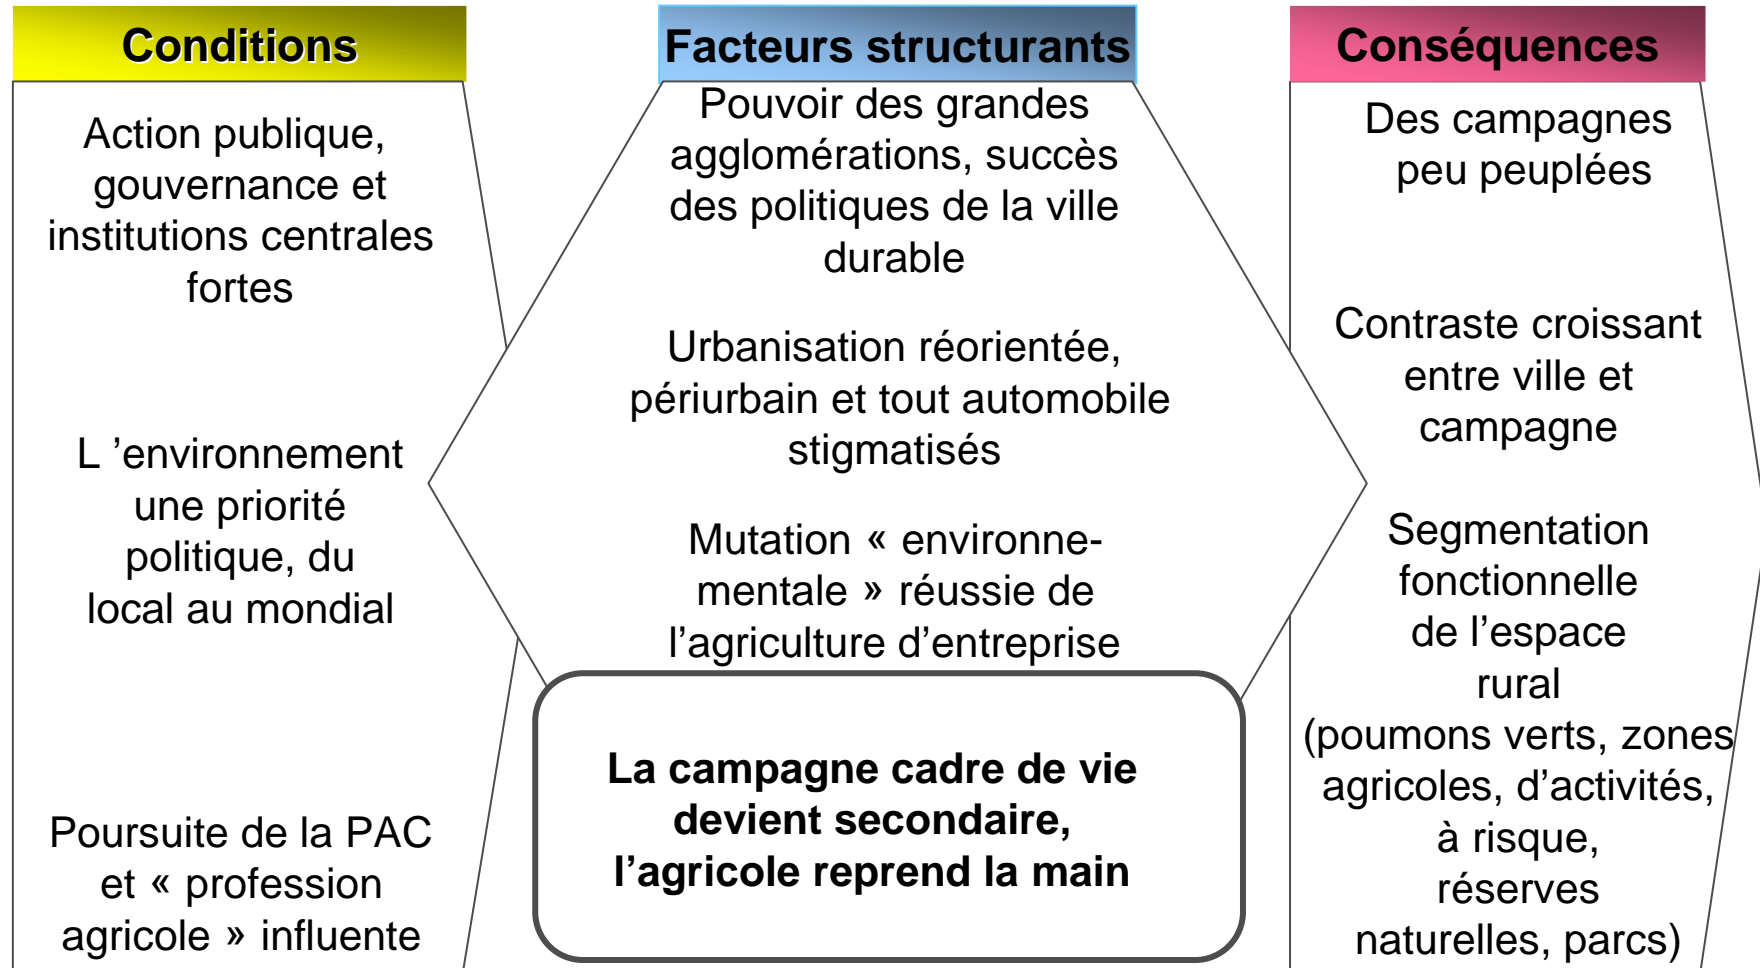 Conditions
Action publique,
gouvernance et
institutions centrales
fortes
L ’environnement
une priorité
politique, du
local au mondial
Poursuite de la PAC
et « profession
agricole » influente
Facteurs structurants
Pouvoir des grandes
agglomérations, succès
des politiques de la ville
durable
Urbanisation réorientée,
périurbain et tout automobile
stigmatisés
Mutation « environne-
mentale » réussie de
l’agriculture d’entreprise
La campagne cadre de vie
devient secondaire,
l’agricole reprend la main
Conséquences
Des campagnes
peu peuplées
Contraste croissant
entre ville et
campagne
Segmentation
fonctionnelle
de l’espace
rural
(poumons verts, zones
agricoles, d’activités,
à risque,
réserves
naturelles, parcs)